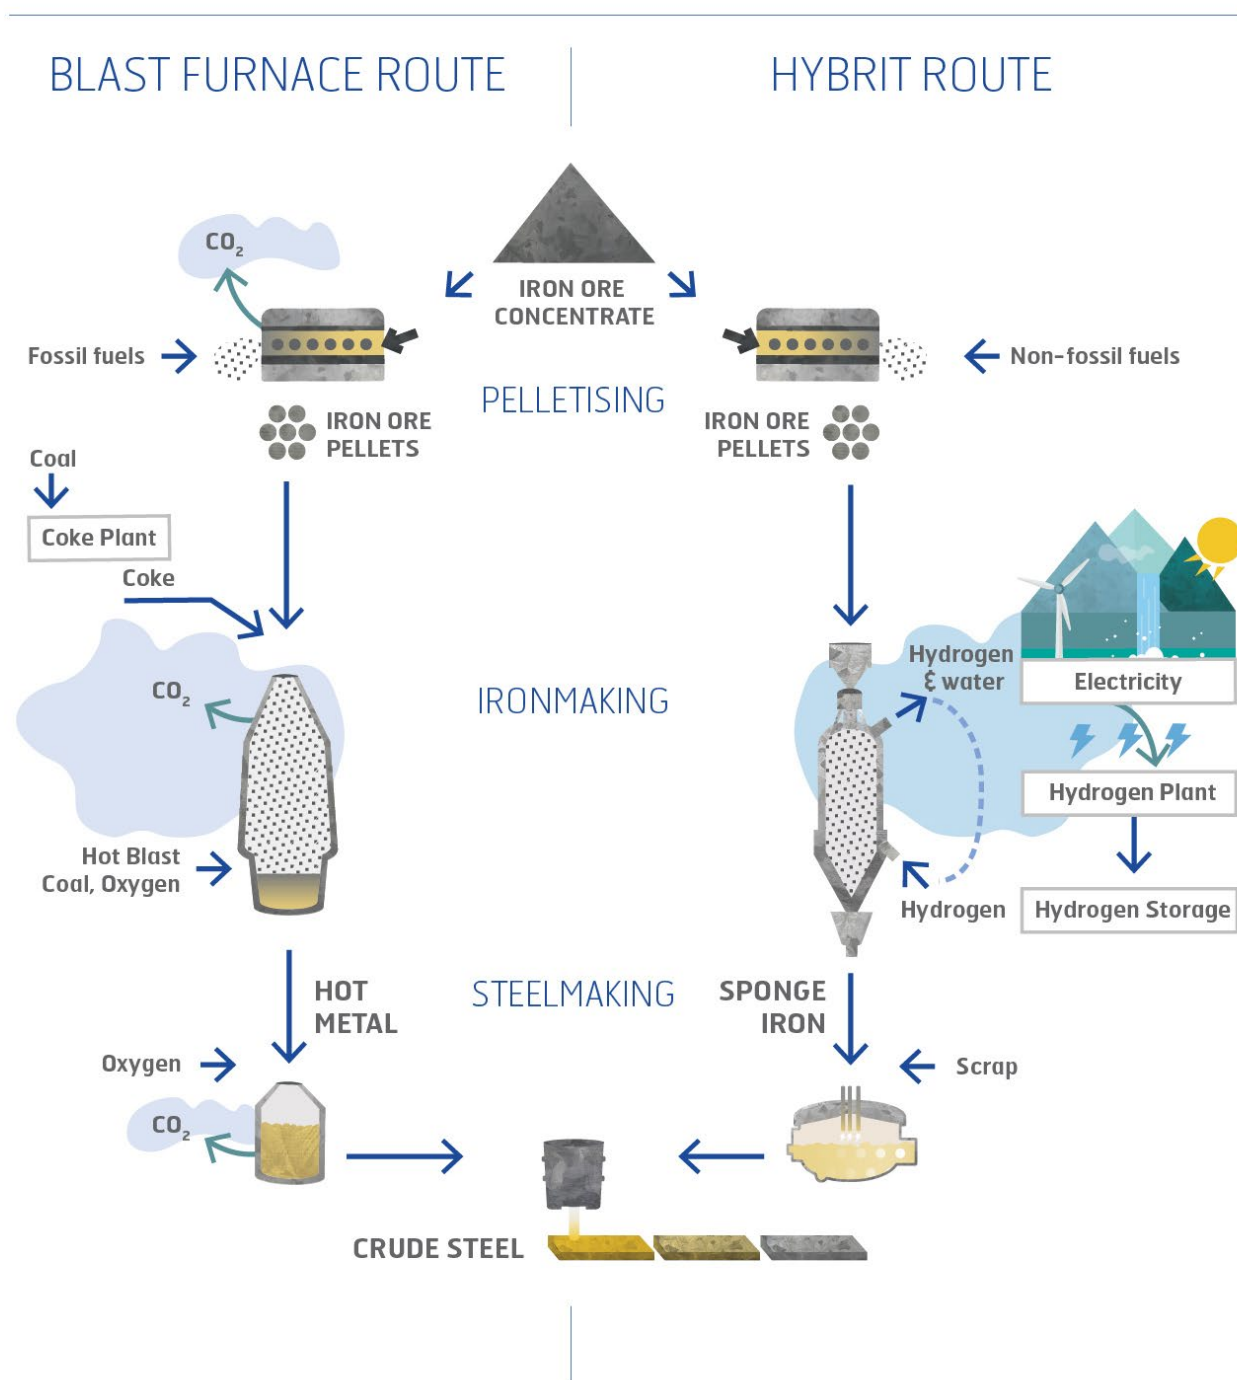 BLAST FURNACE ROUTE
HYBRIT ROUTE
CO₂
IRON ORE
CONCENTRATE
Fossil fuels
Non-fossil fuels
PELLETISING
IRON ORE
PELLETS
IRON ORE
PELLETS
Coal
Coke Plant
Coke
CO₂
IRONMAKING
Hydrogen
& water
Electricity
Hydrogen Plant
Hot Blast
Coal, Oxygen
Hydrogen
Hydrogen Storage
HOT
METAL
STEELMAKING
SPONGE
IRON
Oxygen
Scrap
CO₂
CRUDE STEEL